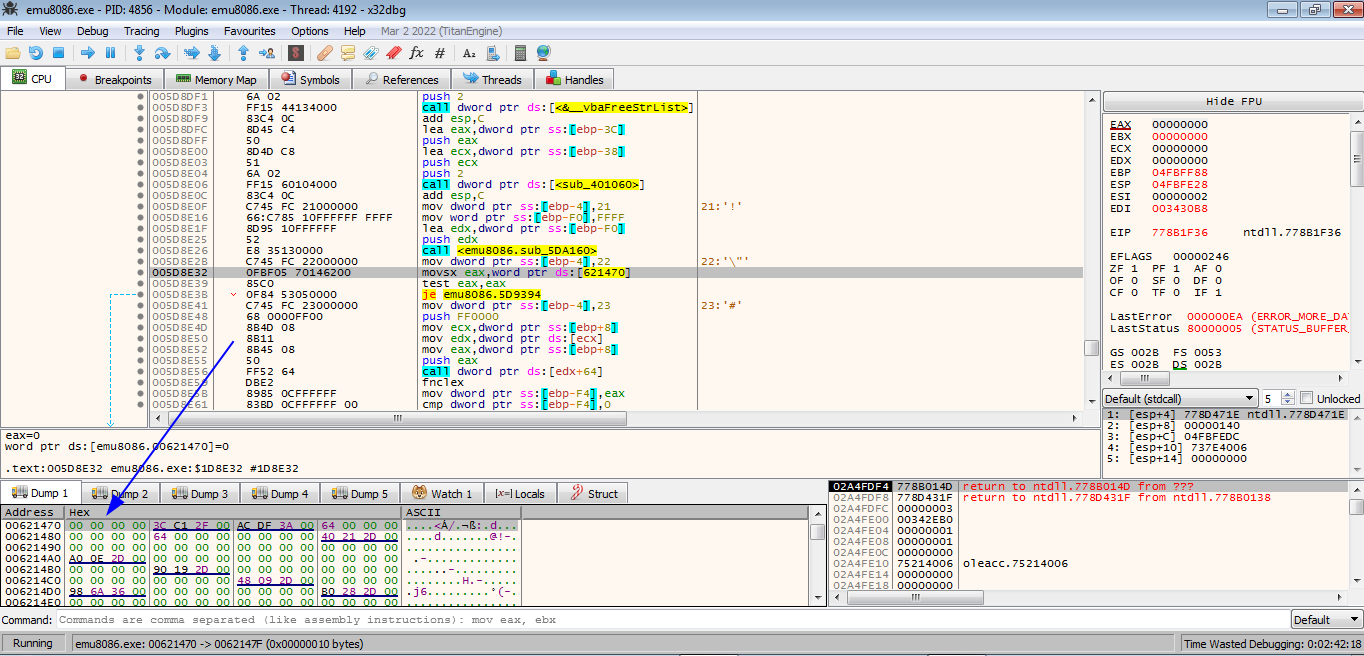 emu8086.exe - PID: 4856 - Module: emu8086.exe - Thread: 4192 - x32dbg
File View Debug Tracing Plugins Favourites Options Help Mar 2 2022 (TitanEngine)
CPU Breakpoints Memory Map Symbols References Threads Handles
005D8DF1 6A 02 push 2
005D8DF3 FF15 44134000 call dword ptr ds:[<&__vbaFreeStrList>]
005D8DF9 83C4 0C add esp,C
005D8DFC 8D45 C4 lea eax,dword ptr ss:[ebp-3C]
005D8DFF 50 push eax
005D8E00 8D4D C8 lea ecx,dword ptr ss:[ebp-38]
005D8E03 51 push ecx
005D8E04 6A 02 push 2
005D8E06 FF15 60104000 call dword ptr ds:[<sub_401060>]
005D8E0C 83C4 0C add esp,C
005D8E0F C745 FC 21000000 mov dword ptr ss:[ebp-4],21 21:'!'
005D8E16 66:C785 10FFFFFF FFFF mov word ptr ss:[ebp-F0],FFFF
005D8E1F 8D95 10FFFFFF lea edx,dword ptr ss:[ebp-F0]
005D8E25 52 push edx
005D8E26 E8 35130000 call <emu8086.sub_5DA160>
005D8E2B C745 FC 22000000 mov dword ptr ss:[ebp-4],22 22:'\"'
005D8E32 0FBF05 70146200 movsx eax,word ptr ds:[621470]
005D8E39 85C0 test eax,eax
005D8E3B 0F84 53050000 je emu8086.5D9394
005D8E41 C745 FC 23000000 mov dword ptr ss:[ebp-4],23 23:'#'
005D8E48 68 0000FF00 push FF0000
005D8E4D 8B4D 08 mov ecx,dword ptr ss:[ebp+8]
005D8E50 8B11 mov edx,dword ptr ds:[ecx]
005D8E52 8B45 08 mov eax,dword ptr ss:[ebp+8]
005D8E55 50 push eax
005D8E56 FF52 64 call dword ptr ds:[edx+64]
005D8E59 DBE2 fnclex
005D8E5B 8985 0CFFFFFF mov dword ptr ss:[ebp-F4],eax
005D8E61 83BD 0CFFFFFF 00 cmp dword ptr ss:[ebp-F4],0
Hide FPU
EAX 00000000
EBX 00000000
ECX 00000000
EDX 00000000
EBP 04FBFF88
ESP 04FBFE28
ESI 00000002
EDI 003430B8
EIP 778B1F36 ntdll.778B1F36
EFLAGS 00000246
ZF 1 PF 1 AF 0
OF 0 SF 0 DF 0
CF 0 TF 0 IF 1
LastError 000000EA (ERROR_MORE_DA
LastStatus 80000005 (STATUS_BUFFER_
GS 002B FS 0053
ES 002B DS 002B
Default (stdcall) 5 Unlocked
1: [esp+4] 778D471E ntdll.778D471E
2: [esp+8] 00000140
3: [esp+C] 04FBFEDC
4: [esp+10] 737E4006
5: [esp+14] 00000000
eax=0
word ptr ds:[emu8086.00621470]=0
.text:005D8E32 emu8086.exe:$1D8E32 #1D8E32
Dump 1 Dump 2 Dump 3 Dump 4 Dump 5 Watch 1 [x=] Locals Struct
Address Hex ASCII
00621470 00 00 00 00 3C C1 2F 00 AC DF 3A 00 64 00 00 00 ....<Á/.¬ß:.d...
00621480 00 00 00 00 64 00 00 00 00 00 00 00 40 21 2D 00 ....d.......@!-.
00621490 00 00 00 00 00 00 00 00 00 00 00 00 00 00 00 00 ................
006214A0 A0 0E 2D 00 00 00 00 00 00 00 00 00 00 00 00 00 .-.............
006214B0 00 00 00 00 90 19 2D 00 00 00 00 00 00 00 00 00 ......-.........
006214C0 00 00 00 00 00 00 00 00 48 09 2D 00 00 00 00 00 ........H.-.....
006214D0 98 6A 36 00 00 00 00 00 00 00 00 00 B0 28 2D 00 .j6.........°(-.
006214E0 00 00 00 00 00 00 00 00 00 00 00 00 00 00 00 00 ................
02A4FDF4 778B014D return to ntdll.778B014D from ???
02A4FDF8 778D431F return to ntdll.778D431F from ntdll.778B0138
02A4FDFC 00000003
02A4FE00 00342EB0
02A4FE04 00000001
02A4FE08 00000001
02A4FE0C 00000000
02A4FE10 75214006 oleacc.75214006
02A4FE14 00000000
02A4FE18 00000000
Command: Commands are comma separated (like assembly instructions): mov eax, ebx Default
Running emu8086.exe: 00621470 -> 0062147F (0x00000010 bytes) Time Wasted Debugging: 0:02:42:18